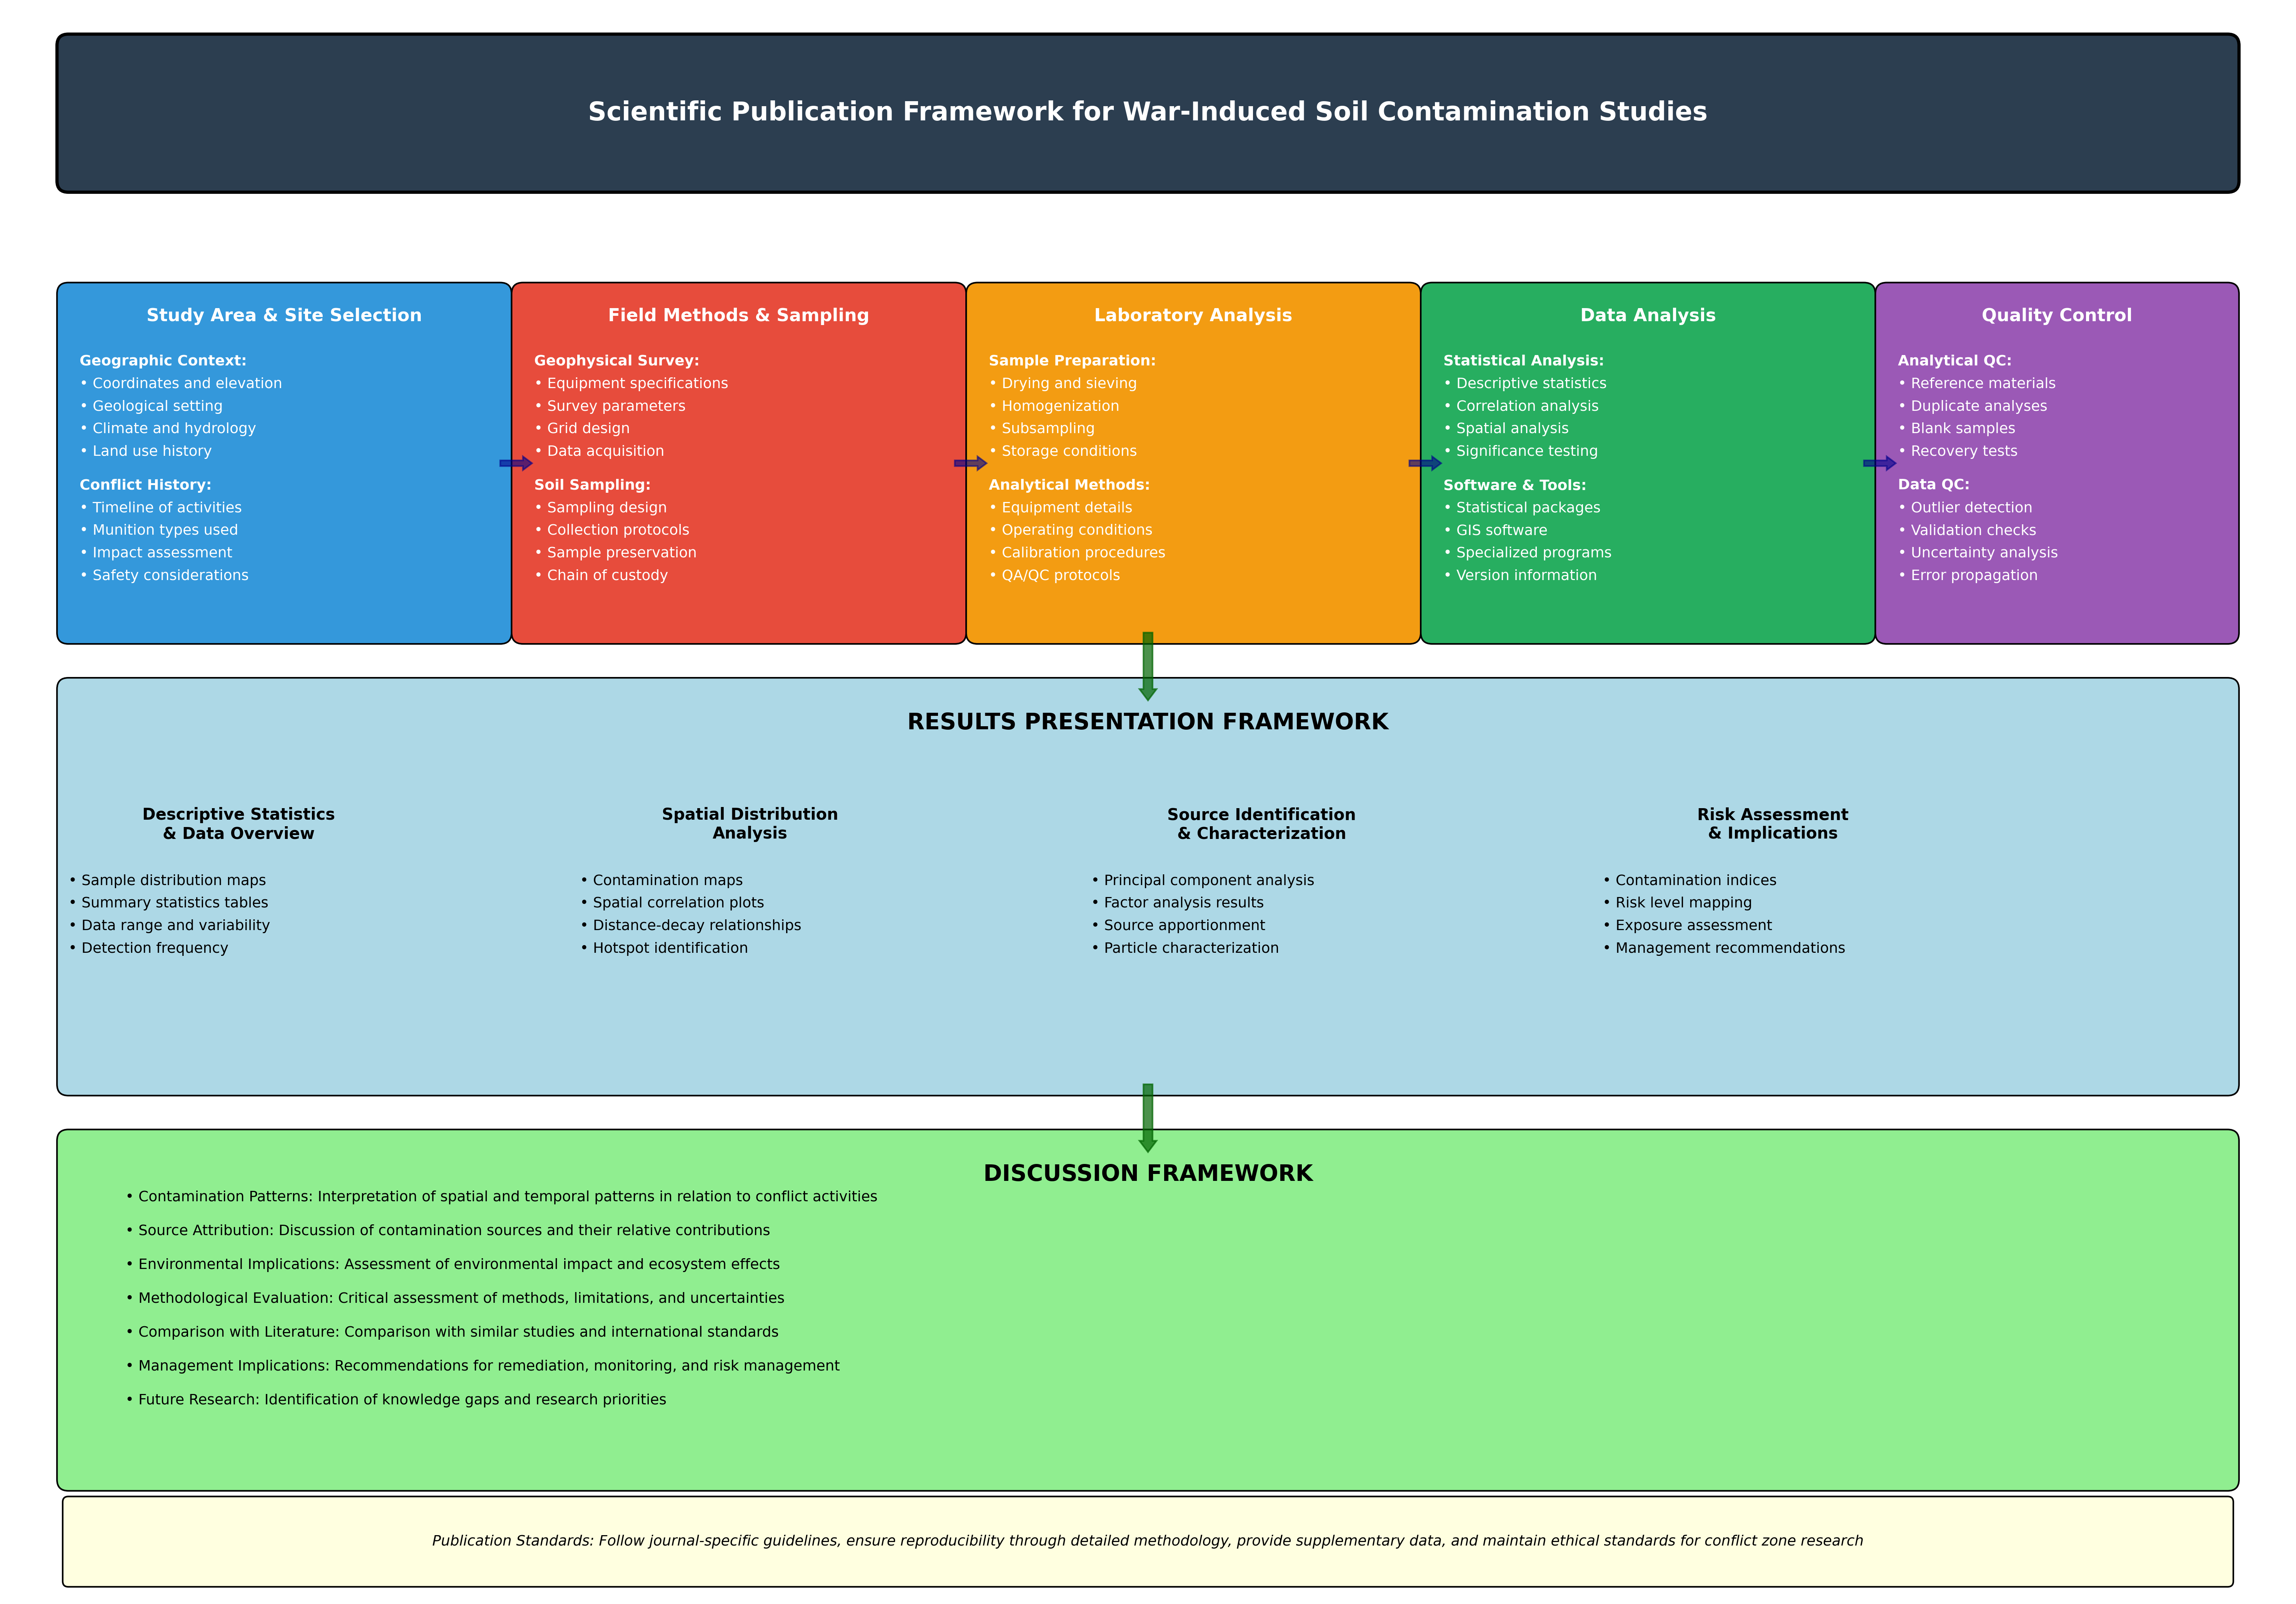 Scientific Publication Framework for War-Induced Soil Contamination Studies
Study Area & Site Selection
Geographic Context:
• Coordinates and elevation
• Geological setting
• Climate and hydrology
• Land use history
Conflict History:
• Timeline of activities
• Munition types used
• Impact assessment
• Safety considerations
Field Methods & Sampling
Geophysical Survey:
• Equipment specifications
• Survey parameters
• Grid design
• Data acquisition
Soil Sampling:
• Sampling design
• Collection protocols
• Sample preservation
• Chain of custody
Laboratory Analysis
Sample Preparation:
• Drying and sieving
• Homogenization
• Subsampling
• Storage conditions
Analytical Methods:
• Equipment details
• Operating conditions
• Calibration procedures
• QA/QC protocols
Data Analysis
Statistical Analysis:
• Descriptive statistics
• Correlation analysis
• Spatial analysis
• Significance testing
Software & Tools:
• Statistical packages
• GIS software
• Specialized programs
• Version information
Quality Control
Analytical QC:
• Reference materials
• Duplicate analyses
• Blank samples
• Recovery tests
Data QC:
• Outlier detection
• Validation checks
• Uncertainty analysis
• Error propagation
RESULTS PRESENTATION FRAMEWORK
Descriptive Statistics
& Data Overview
• Sample distribution maps
• Summary statistics tables
• Data range and variability
• Detection frequency
Spatial Distribution
Analysis
• Contamination maps
• Spatial correlation plots
• Distance-decay relationships
• Hotspot identification
Source Identification
& Characterization
• Principal component analysis
• Factor analysis results
• Source apportionment
• Particle characterization
Risk Assessment
& Implications
• Contamination indices
• Risk level mapping
• Exposure assessment
• Management recommendations
DISCUSSION FRAMEWORK
• Contamination Patterns: Interpretation of spatial and temporal patterns in relation to conflict activities
• Source Attribution: Discussion of contamination sources and their relative contributions
• Environmental Implications: Assessment of environmental impact and ecosystem effects
• Methodological Evaluation: Critical assessment of methods, limitations, and uncertainties
• Comparison with Literature: Comparison with similar studies and international standards
• Management Implications: Recommendations for remediation, monitoring, and risk management
• Future Research: Identification of knowledge gaps and research priorities
Publication Standards: Follow journal-specific guidelines, ensure reproducibility through detailed methodology, provide supplementary data, and maintain ethical standards for conflict zone research